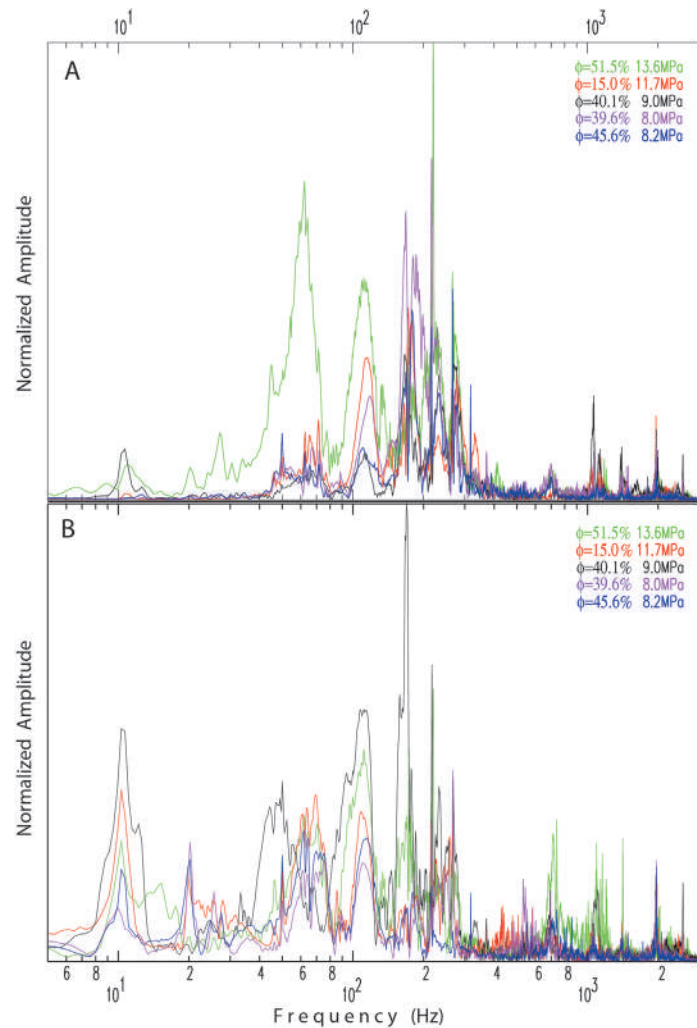 10¹ 10² 10³
A
ϕ=51.5% 13.6MPa
ϕ=15.0% 11.7MPa
ϕ=40.1% 9.0MPa
ϕ=39.6% 8.0MPa
ϕ=45.6% 8.2MPa
Normalized Amplitude
B
ϕ=51.5% 13.6MPa
ϕ=15.0% 11.7MPa
ϕ=40.1% 9.0MPa
ϕ=39.6% 8.0MPa
ϕ=45.6% 8.2MPa
Normalized Amplitude
6 8 10¹ 2 4 6 8 10² 2 4 6 8 10³ 2
Frequency (Hz)